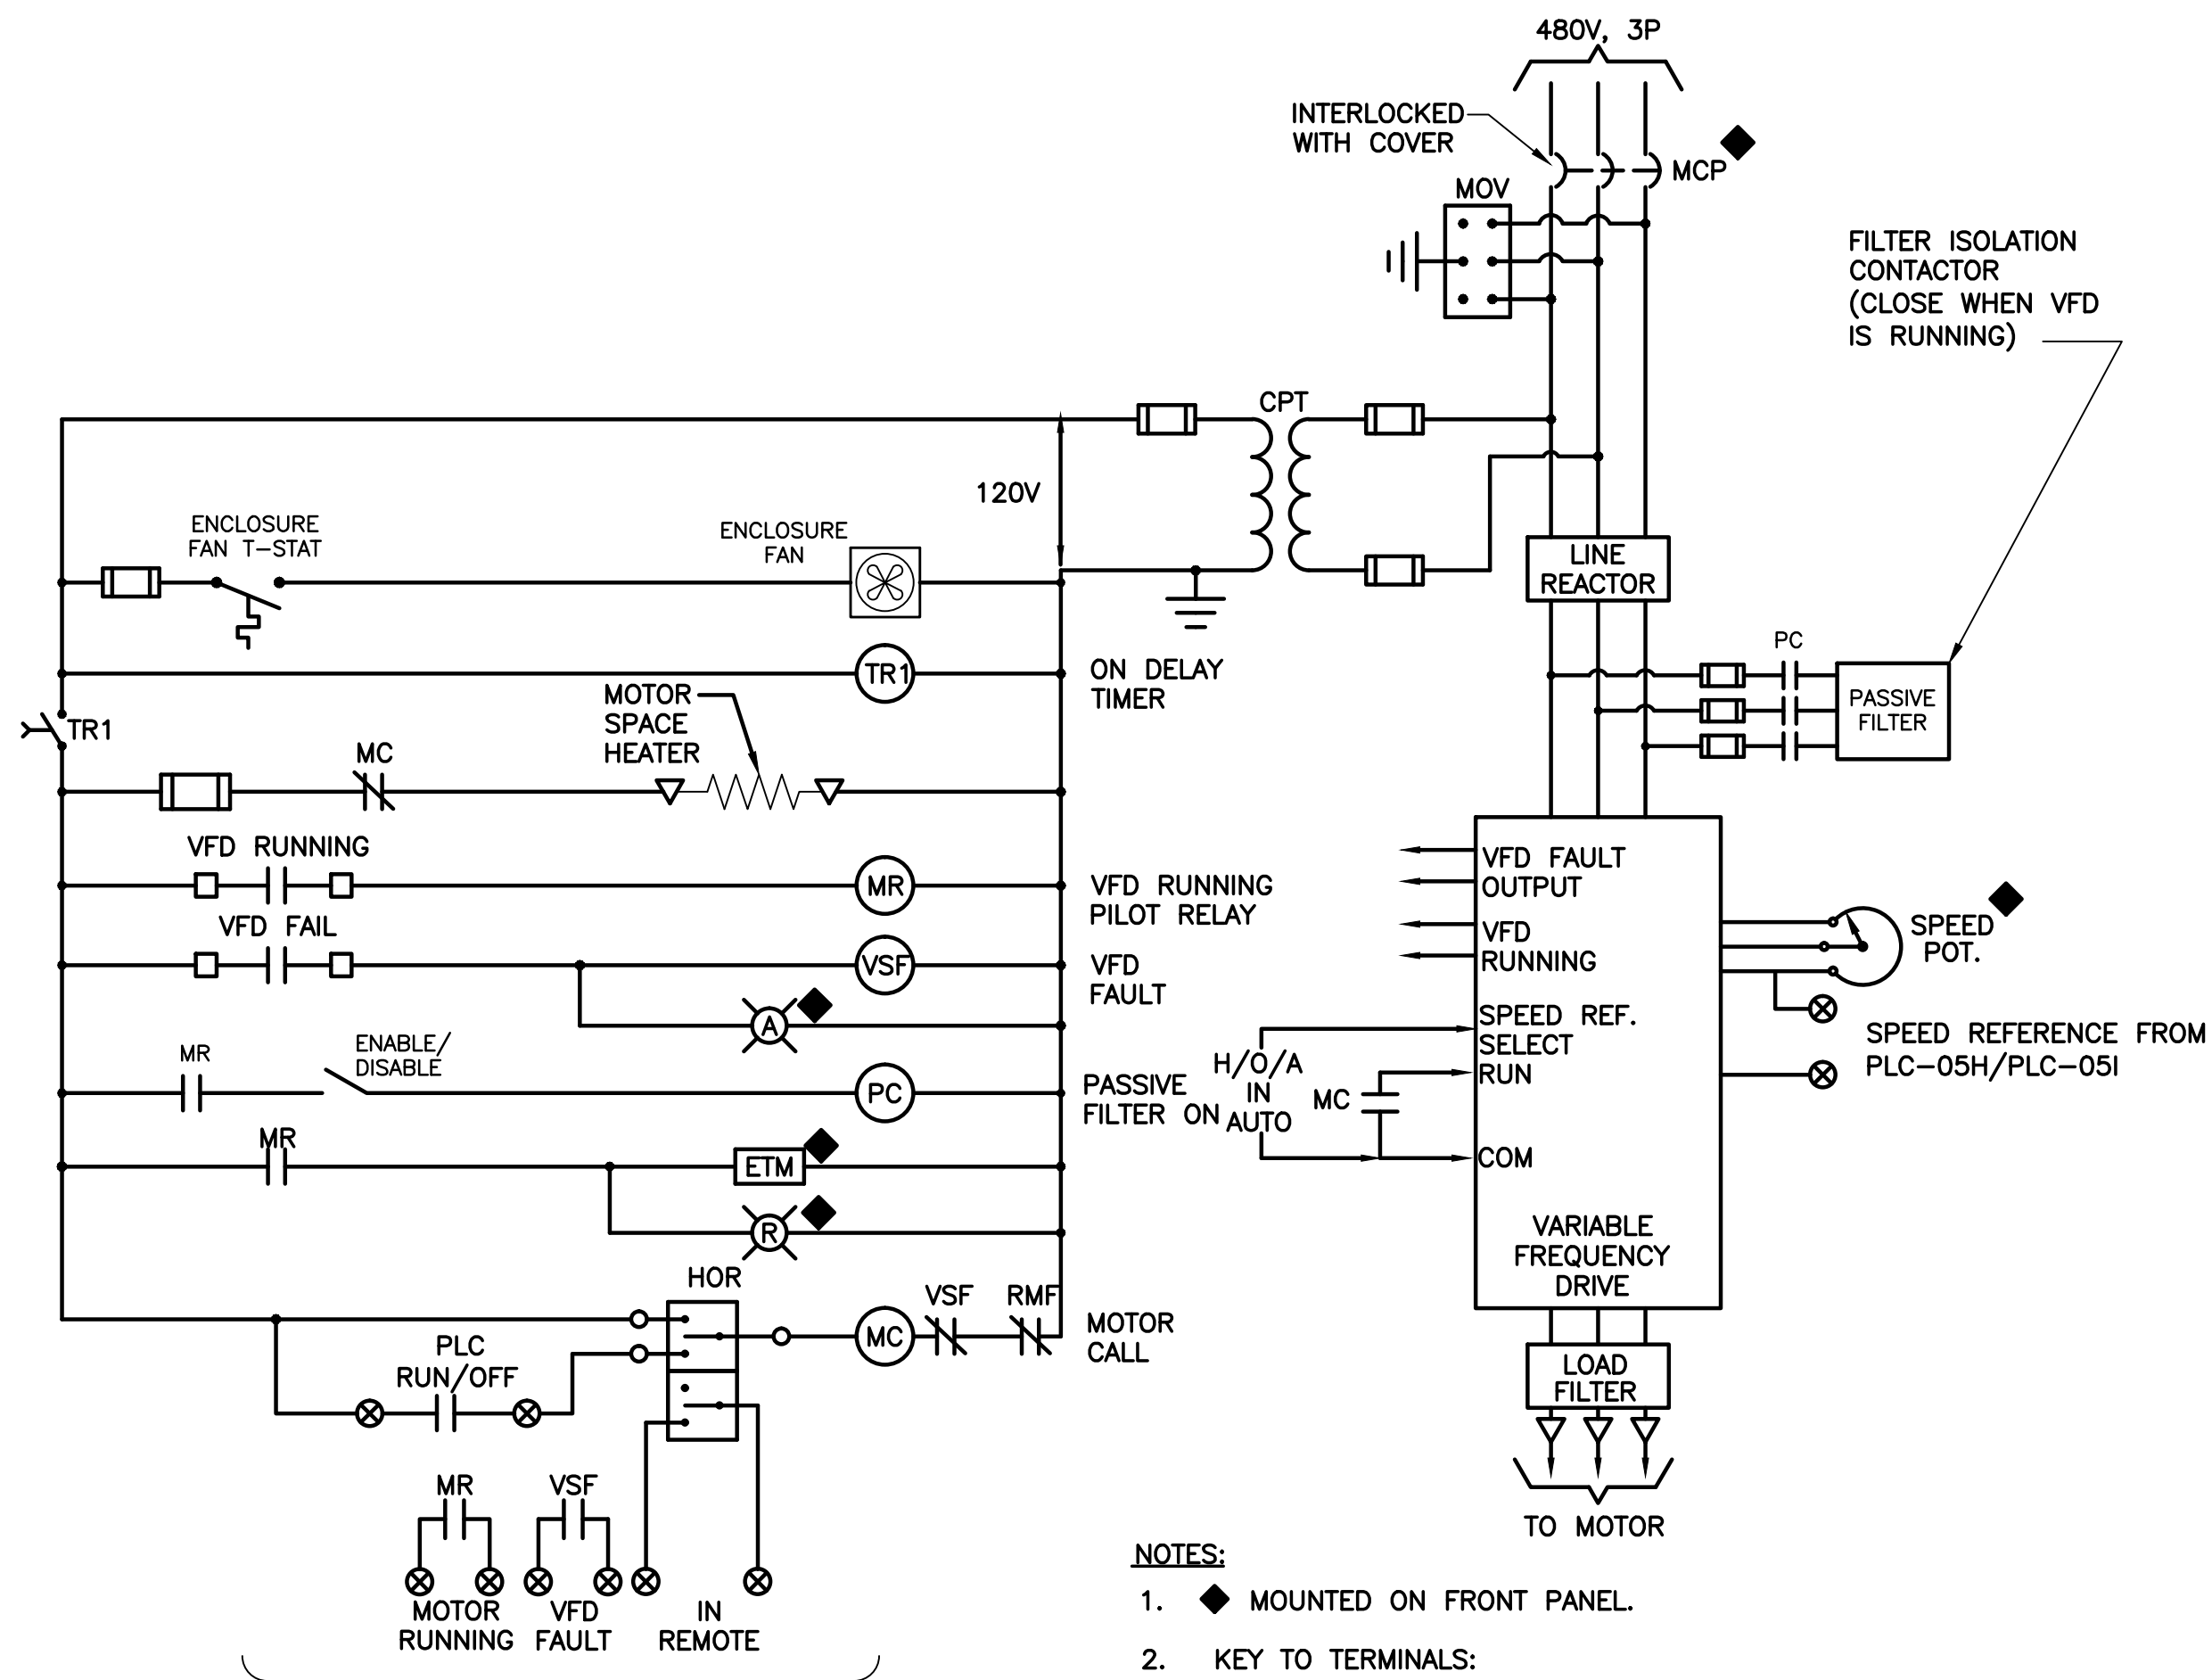 480V, 3P
INTERLOCKED
WITH COVER
MCP
MOV
FILTER ISOLATION
CONTACTOR
(CLOSE WHEN VFD
IS RUNNING)
CPT
120V
ENCLOSURE
FAN T-STAT
ENCLOSURE
FAN
LINE
REACTOR
TR1
ON DELAY
TIMER
PC
PASSIVE
FILTER
TR1
MC
MOTOR
SPACE
HEATER
VFD RUNNING
MR
VFD RUNNING
PILOT RELAY
VFD FAIL
VSF
VFD
FAULT
A
MR
ENABLE/
DISABLE
PC
PASSIVE
FILTER ON
MR
ETM
R
HOR
MC
VSF
RMF
MOTOR
CALL
PLC
RUN/OFF
VFD FAULT
OUTPUT
VFD
RUNNING
SPEED REF.
SELECT
RUN
COM
H/O/A
IN
AUTO
MC
VARIABLE
FREQUENCY
DRIVE
SPEED
POT.
SPEED REFERENCE FROM
PLC-05H/PLC-05I
LOAD
FILTER
TO MOTOR
MR
VSF
MOTOR
RUNNING
VFD
FAULT
IN
REMOTE
NOTES:
1. MOUNTED ON FRONT PANEL.
2. KEY TO TERMINALS: